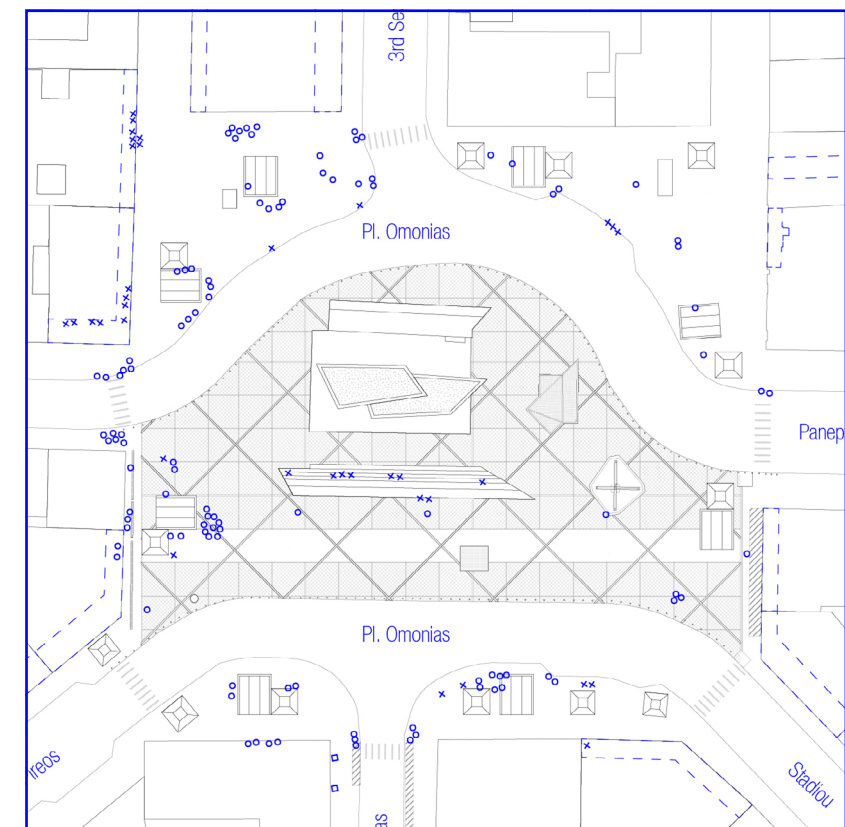 3rd Se
Pl. Omonias
Panep
Pl. Omonias
ireos
Stadiou
as